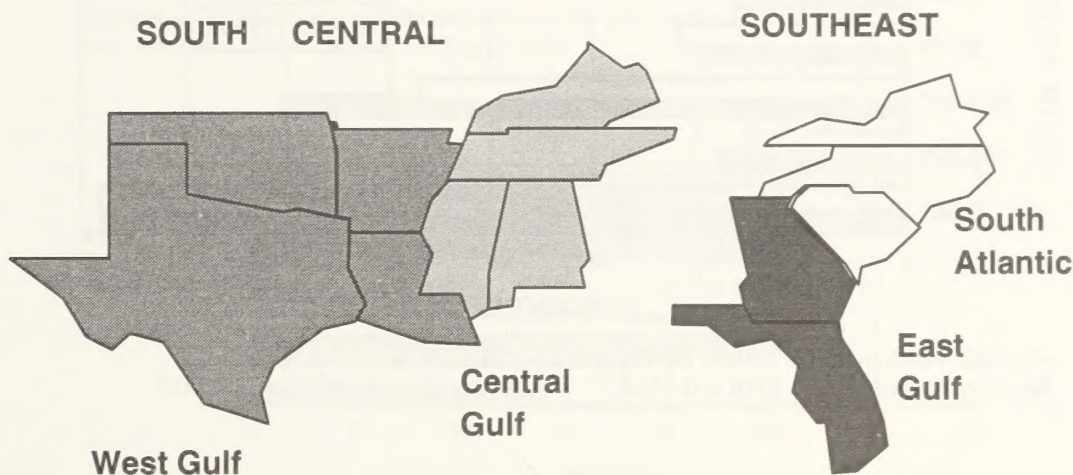 SOUTH CENTRAL
SOUTHEAST
South
Atlantic
East
Gulf
Central
Gulf
West Gulf